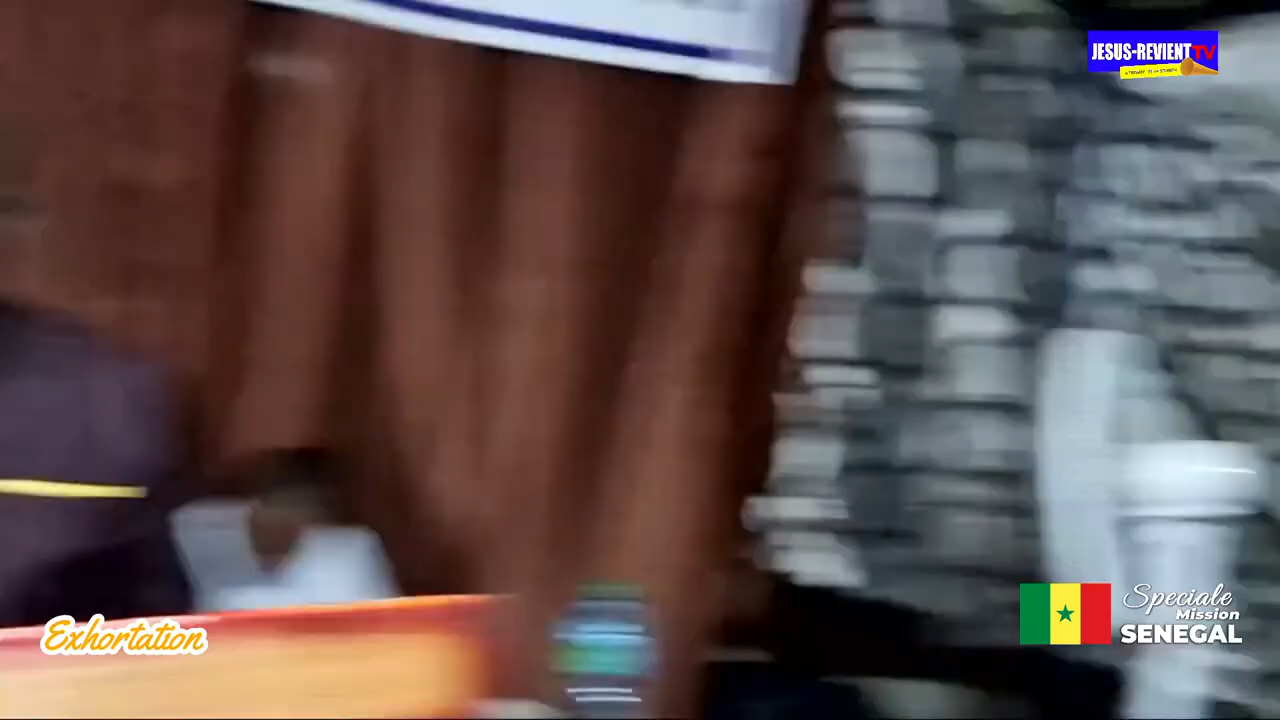 JESUS-REVIENT TV
Exhortation
Speciale
Mission
SENEGAL